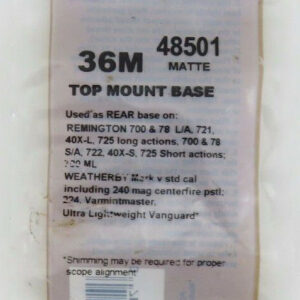 36M 48501
MATTE
TOP MOUNT BASE
Used as REAR base on:
REMINGTON 700 & 78 L/A, 721,
40X-L, 725 long actions, 700 & 78
S/A, 722, 40X-S, 725 Short actions;
ML
WEATHERBY Mark v std cal
including 240 mag centerfire pstl;
224, Varmintmaster,
Ultra Lightweight Vanguard*
*Shimming may be required for proper
scope alignment